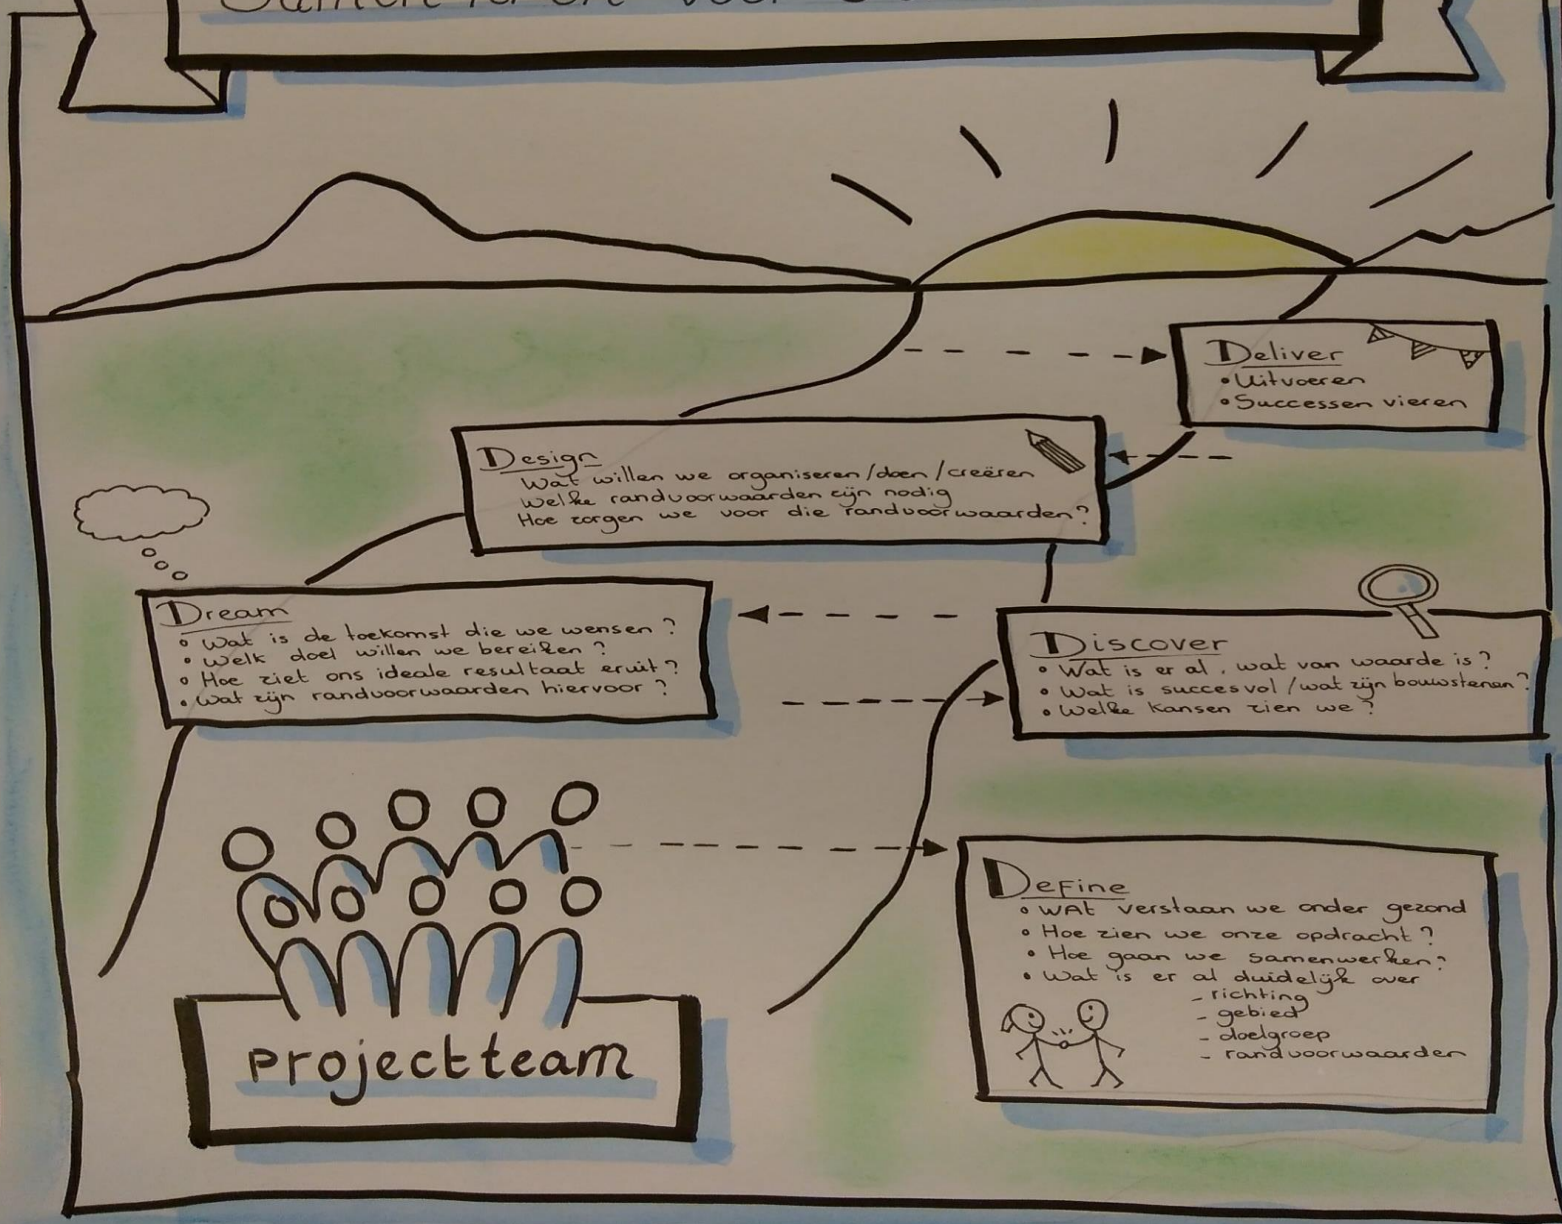 Samen
Deliver
• Uitvoeren
• Successen vieren
Design
Wat willen we organiseren/doen/creëren
Welke randvoorwaarden zijn nodig
Hoe zorgen we voor die randvoorwaarden?
Dream
• Wat is de toekomst die we wensen?
• Welk doel willen we bereiken?
• Hoe ziet ons ideale resultaat eruit?
• Wat zijn randvoorwaarden hiervoor?
Discover
• Wat is er al, wat van waarde is?
• Wat is succesvol/wat zijn bouwstenen?
• Welke kansen zien we?
Define
• WAt verstaan we onder gezond
• Hoe zien we onze opdracht?
• Hoe gaan we samenwerken?
• Wat is er al duidelijk over
- richting
- gebied
- doelgroep
- randvoorwaarden
projectteam